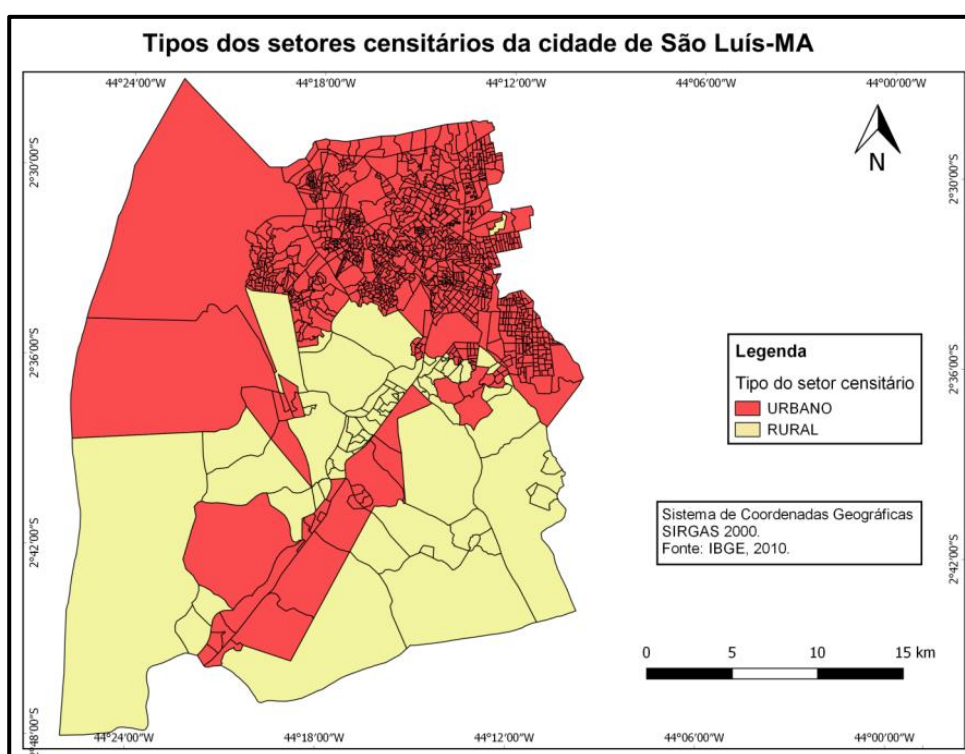 Tipos dos setores censitários da cidade de São Luís-MA
44°24'00"W 44°18'00"W 44°12'00"W 44°06'00"W 44°00'00"W
2°30'00"S
2°30'00"S
N
2°36'00"S
2°36'00"S
Legenda
Tipo do setor censitário
URBANO
RURAL
Sistema de Coordenadas Geográficas
SIRGAS 2000.
Fonte: IBGE, 2010.
2°42'00"S
2°42'00"S
0 5 10 15 km
2°48'00"S
44°24'00"W 44°18'00"W 44°12'00"W 44°06'00"W 44°00'00"W